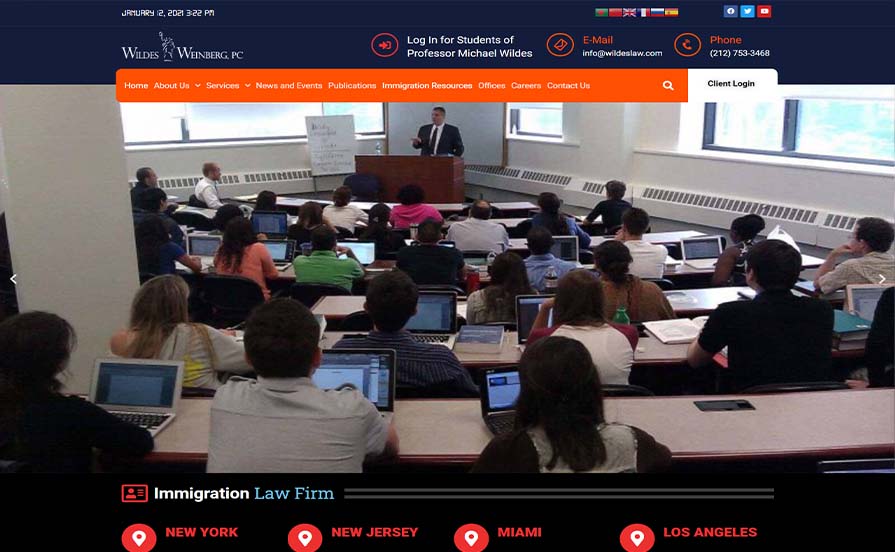 JANUARY 12, 2021 3:22 PM
WILDES WEINBERG, PC
Log In for Students of
Professor Michael Wildes
E-Mail
info@wildeslaw.com
Phone
(212) 753-3468
Home About Us Services News and Events Publications Immigration Resources Offices Careers Contact Us
Client Login
Immigration Law Firm
NEW YORK NEW JERSEY MIAMI LOS ANGELES